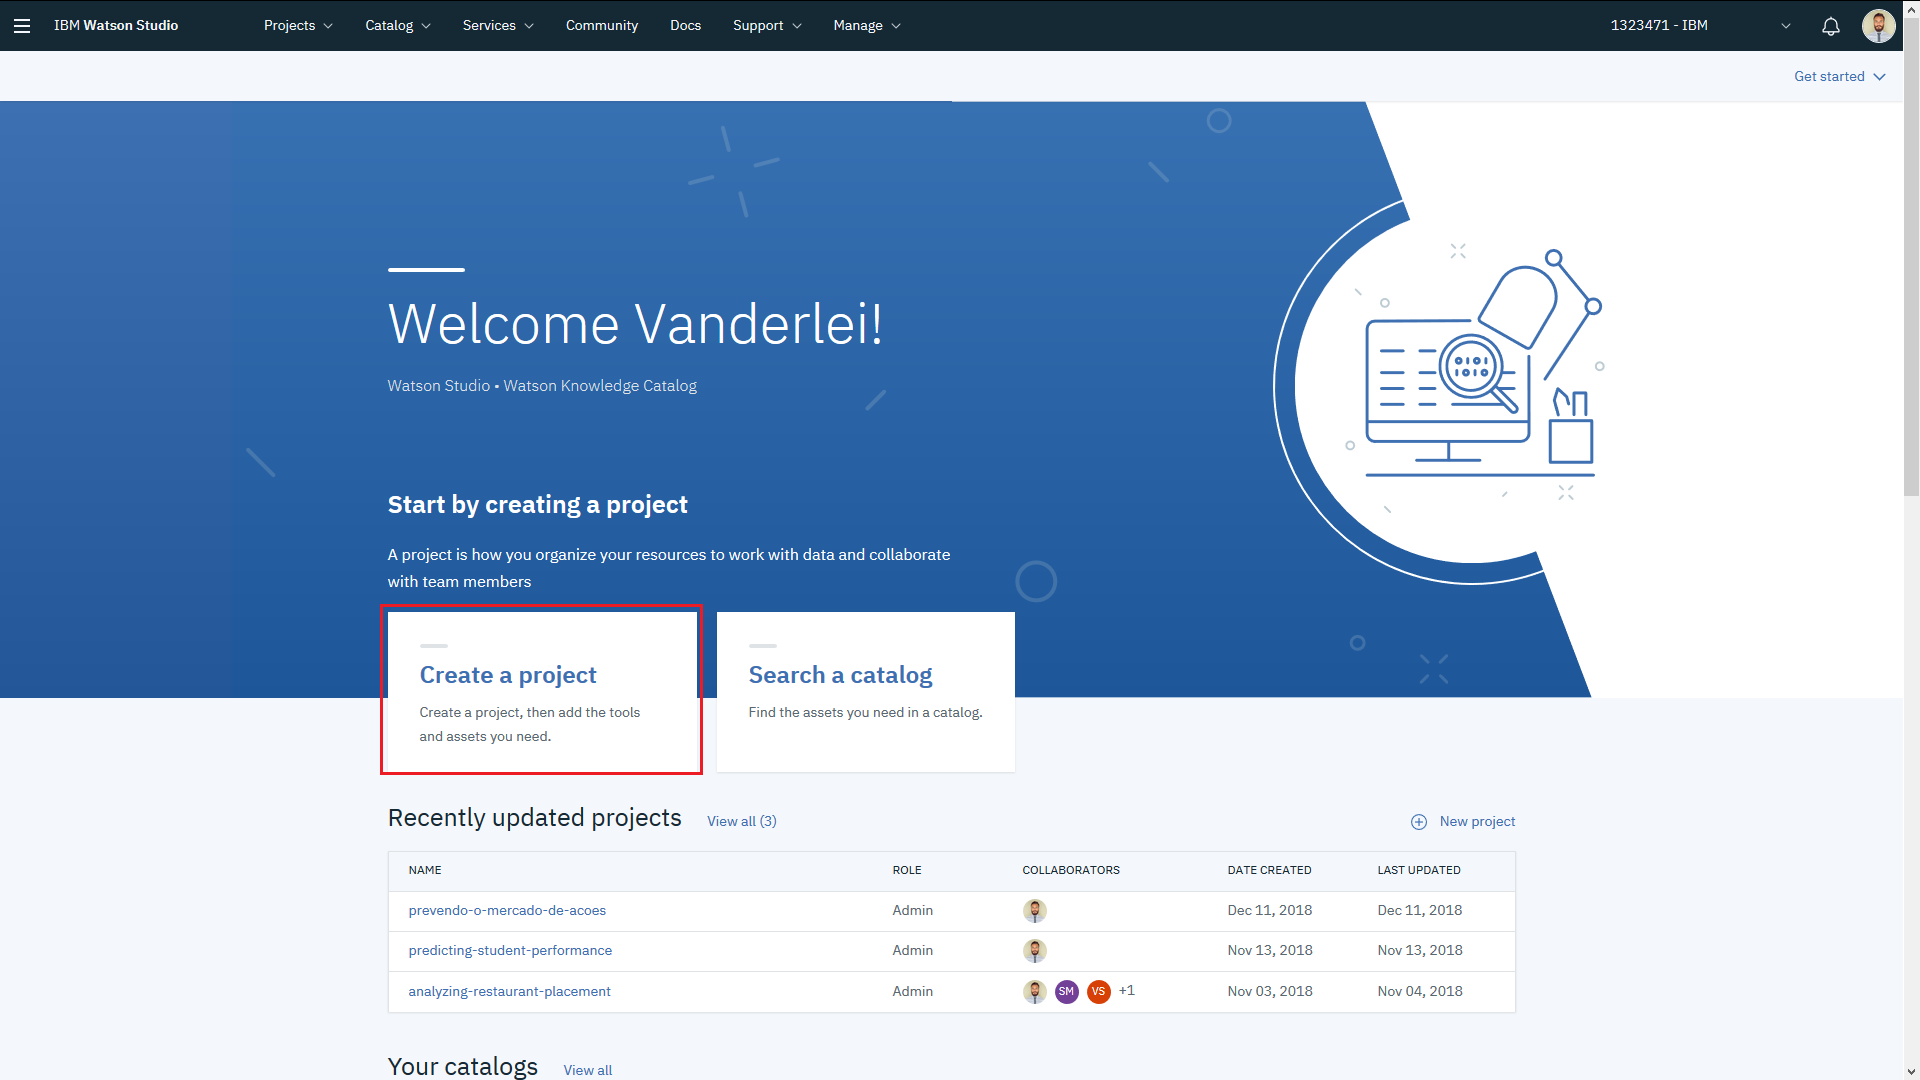 IBM Watson Studio Projects Catalog Services Community Docs Support Manage 1323471 - IBM
Get started
Welcome Vanderlei!
Watson Studio • Watson Knowledge Catalog
Start by creating a project
A project is how you organize your resources to work with data and collaborate
with team members
Create a project
Create a project, then add the tools
and assets you need.
Search a catalog
Find the assets you need in a catalog.
Recently updated projects View all (3) New project
NAME ROLE COLLABORATORS DATE CREATED LAST UPDATED
prevendo-o-mercado-de-acoes Admin Dec 11, 2018 Dec 11, 2018
predicting-student-performance Admin Nov 13, 2018 Nov 13, 2018
analyzing-restaurant-placement Admin SM VS +1 Nov 03, 2018 Nov 04, 2018
Your catalogs View all